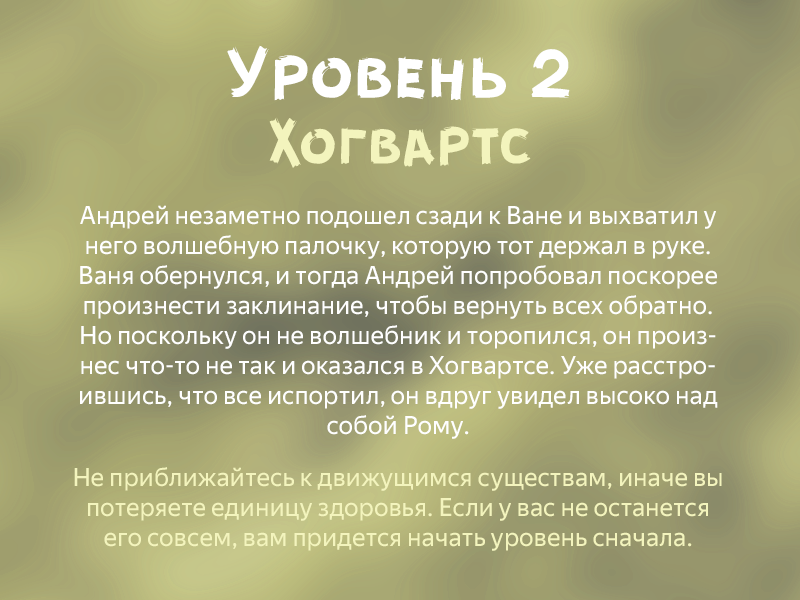 Уровень 2
Хогвартс
Андрей незаметно подошел сзади к Ване и выхватил у
него волшебную палочку, которую тот держал в руке.
Ваня обернулся, и тогда Андрей попробовал поскорее
произнести заклинание, чтобы вернуть всех обратно.
Но поскольку он не волшебник и торопился, он произ-
нес что-то не так и оказался в Хогвартсе. Уже расстро-
ившись, что все испортил, он вдруг увидел высоко над
собой Рому.
Не приближайтесь к движущимся существам, иначе вы
потеряете единицу здоровья. Если у вас не останется
его совсем, вам придется начать уровень сначала.